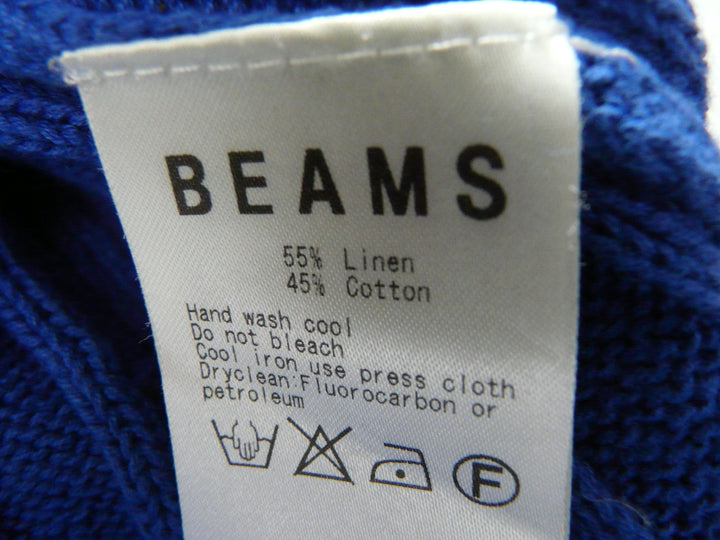 BEAMS
55% Linen
45% Cotton
Hand wash cool
Do not bleach
Cool iron use press cloth
Dryclean:Fluorocarbon or
petroleum
F